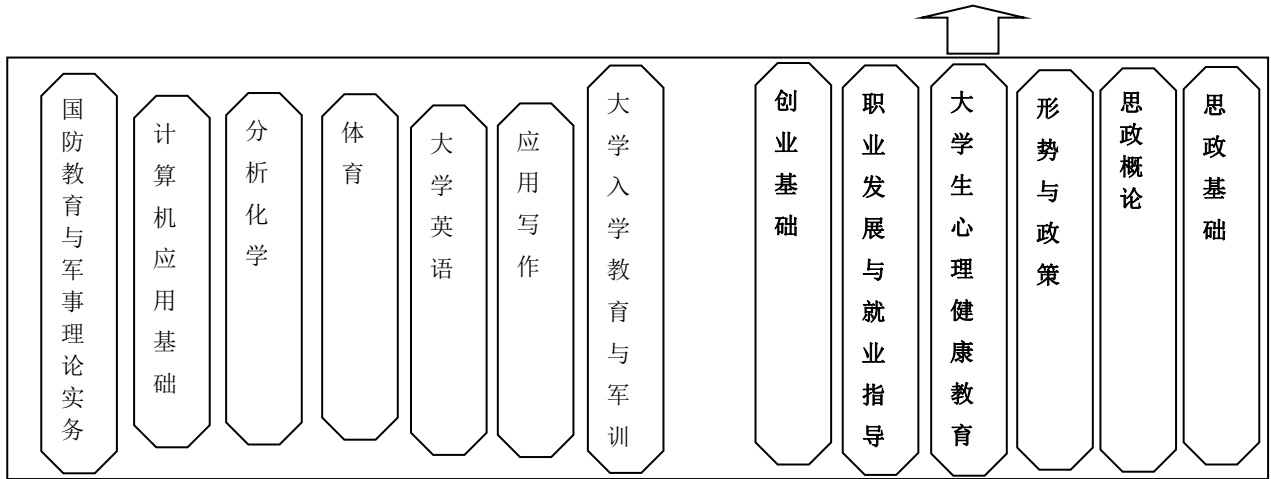 国防教育与军事理论实务
计算机应用基础
分析化学
体育
大学英语
应用写作
大学入学教育与军训
创业基础
职业发展与就业指导
大学生心理健康教育
形势与政策
思政概论
思政基础